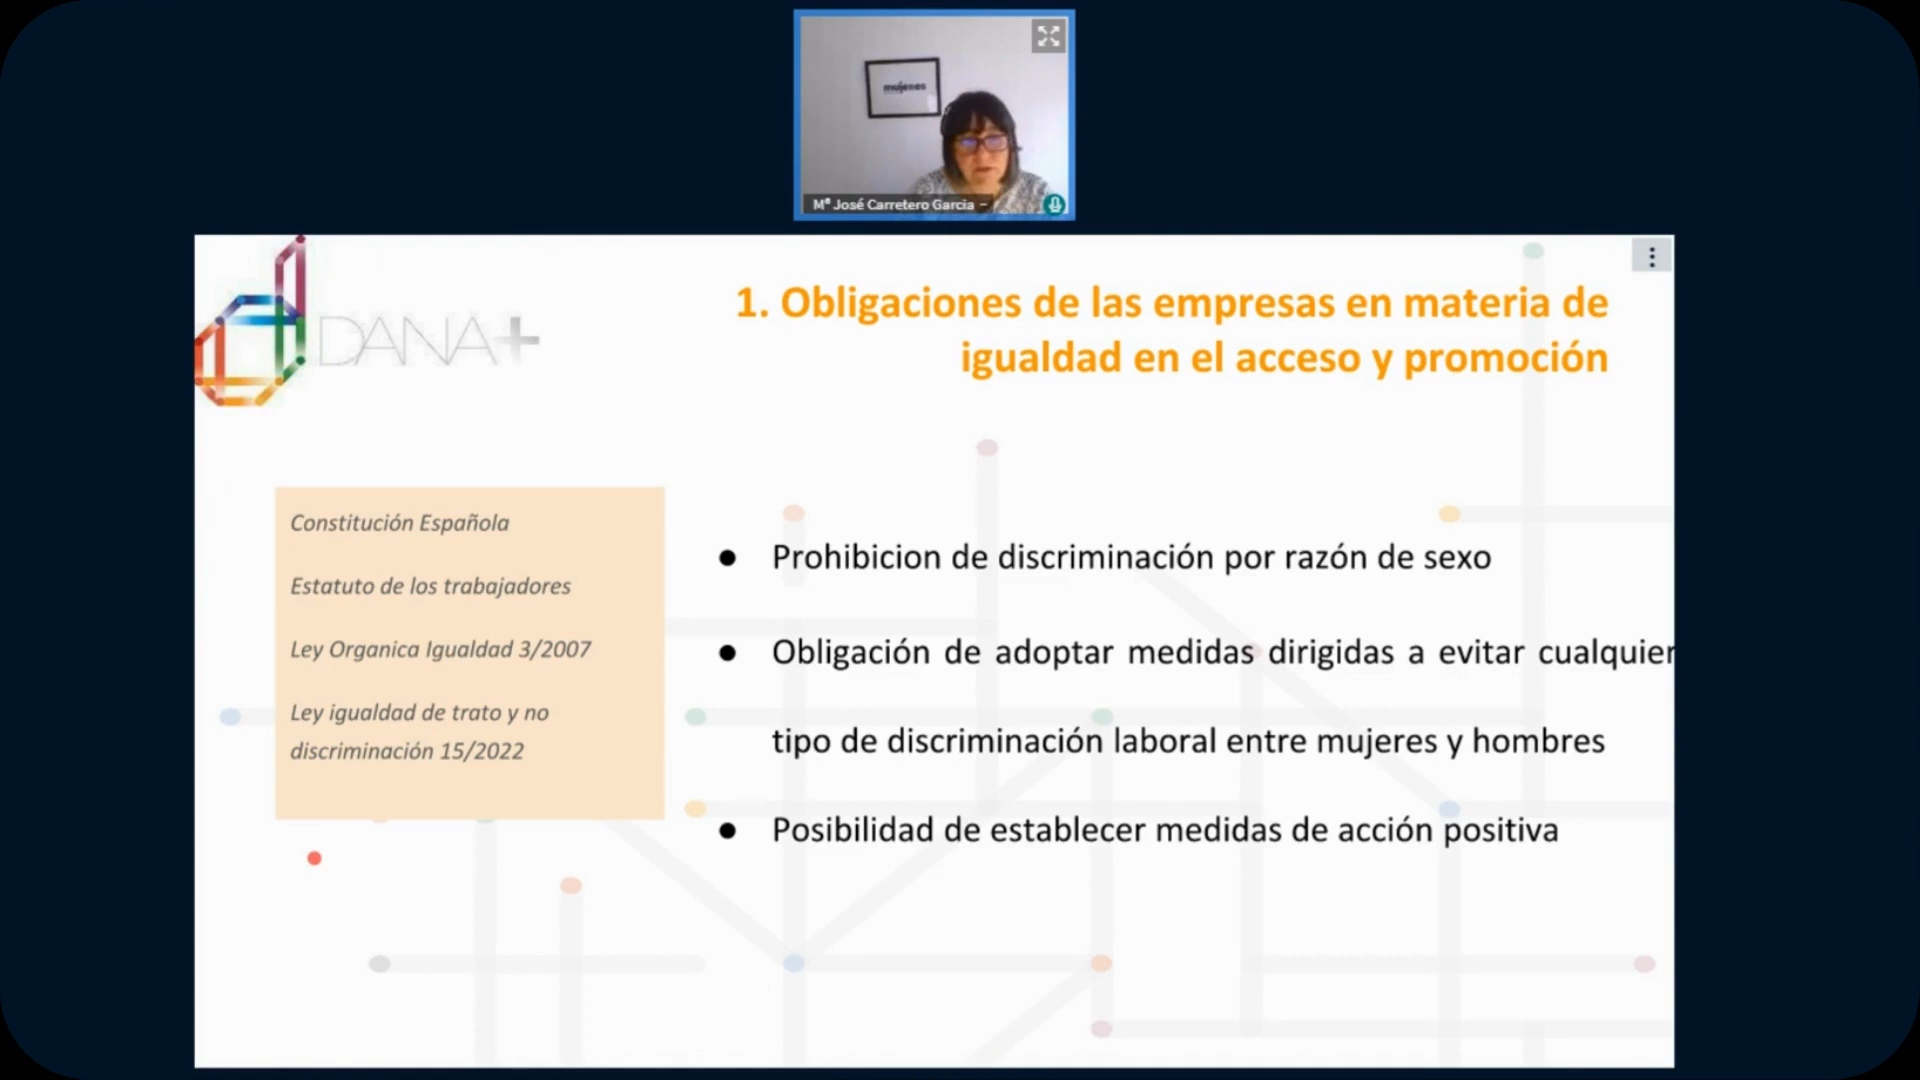 mujeres
Mª José Carretero Garcia –
DANA+
1. Obligaciones de las empresas en materia de
igualdad en el acceso y promoción
Constitución Española
Estatuto de los trabajadores
Ley Organica Igualdad 3/2007
Ley igualdad de trato y no
discriminación 15/2022
● Prohibicion de discriminación por razón de sexo
● Obligación de adoptar medidas dirigidas a evitar cualquier
tipo de discriminación laboral entre mujeres y hombres
● Posibilidad de establecer medidas de acción positiva